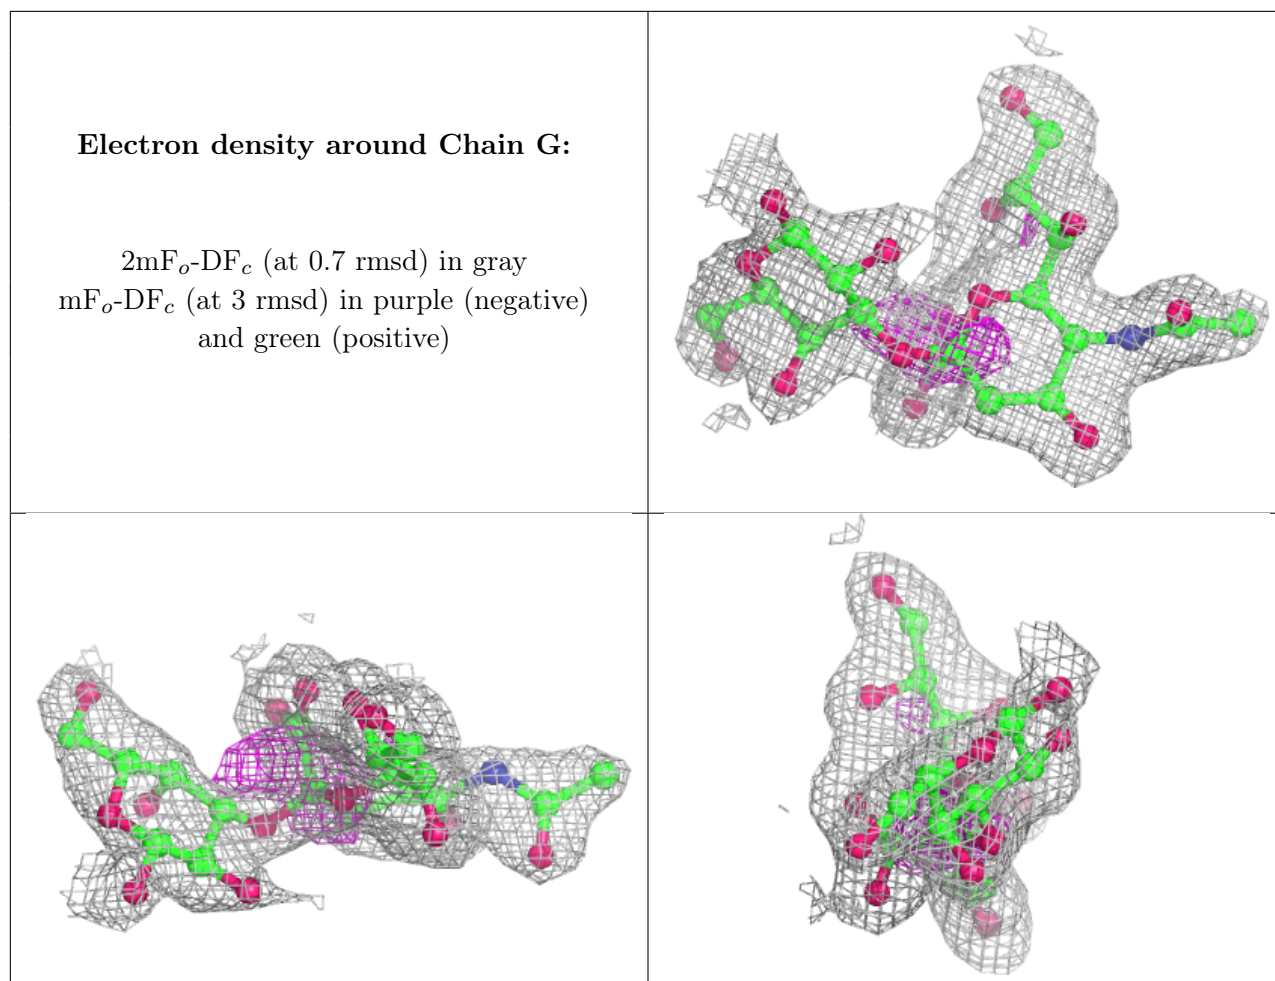 Electron density around Chain G:
2mFₒ-DF𝒸 (at 0.7 rmsd) in gray
mFₒ-DF𝒸 (at 3 rmsd) in purple (negative)
and green (positive)